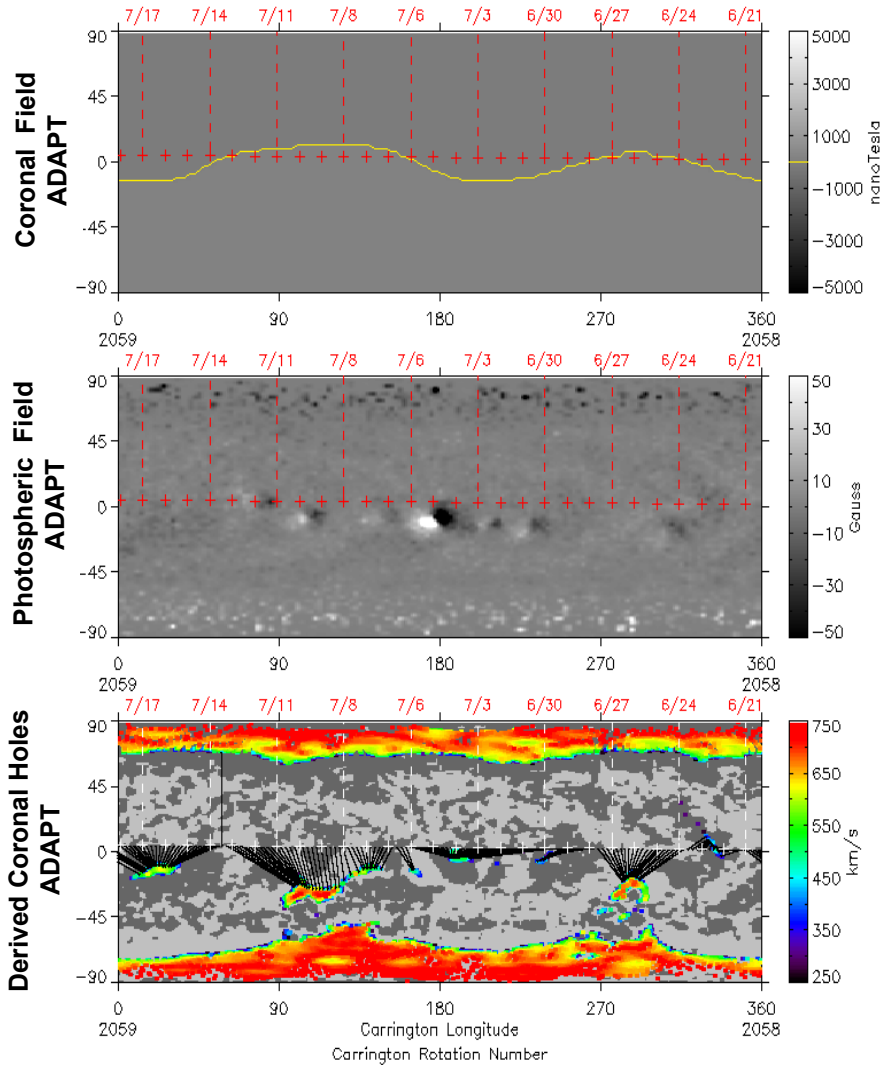 7/17 7/14 7/11 7/8 7/6 7/3 6/30 6/27 6/24 6/21
Coronal Field
ADAPT
90
45
0
-45
-90
0 90 180 270 360
2059 2058
5000
3000
1000
-1000
-3000
-5000
nanoTesla
7/17 7/14 7/11 7/8 7/6 7/3 6/30 6/27 6/24 6/21
Photospheric Field
ADAPT
90
45
0
-45
-90
0 90 180 270 360
2059 2058
50
30
10
-10
-30
-50
Gauss
7/17 7/14 7/11 7/8 7/6 7/3 6/30 6/27 6/24 6/21
Derived Coronal Holes
ADAPT
90
45
0
-45
-90
0 90 180 270 360
2059 2058
Carrington Longitude
Carrington Rotation Number
750
650
550
450
350
250
km/s